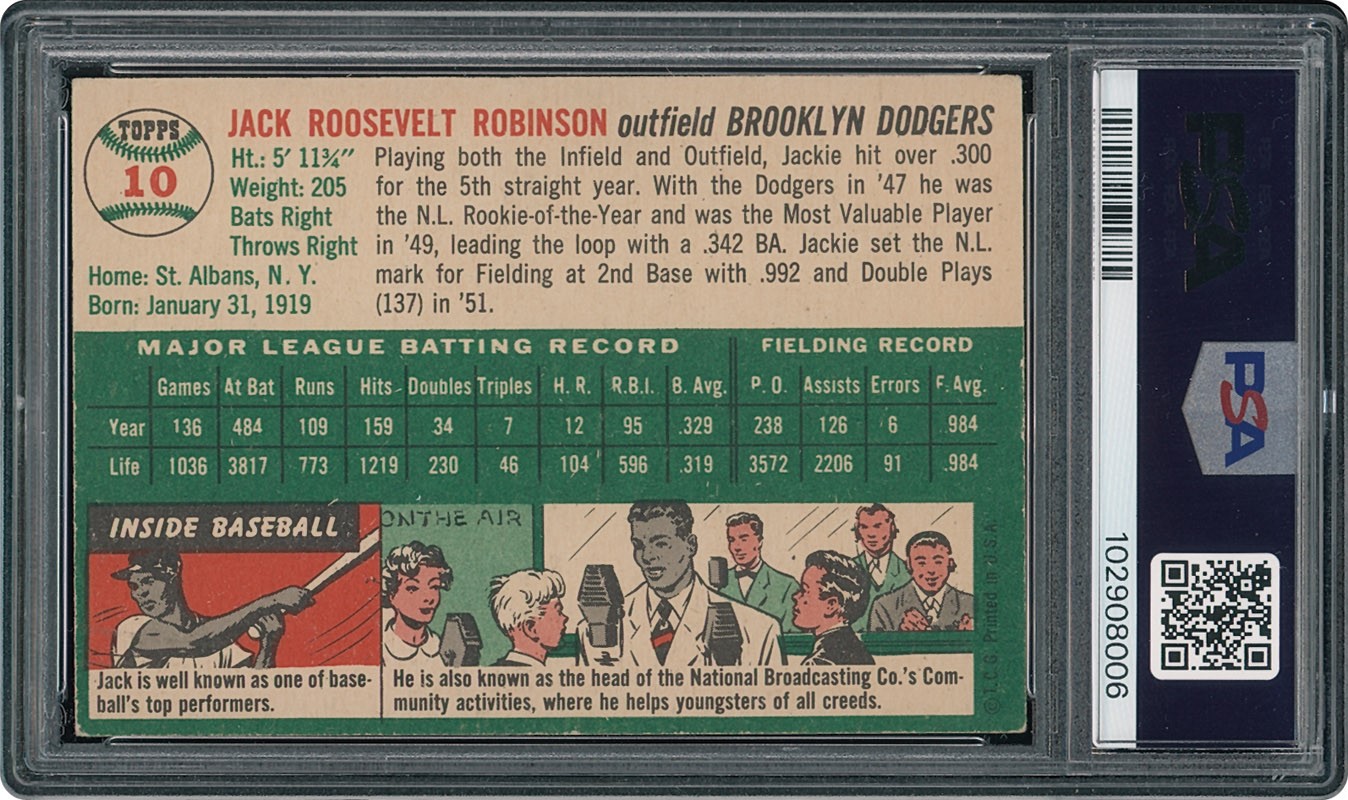 TOPPS
10
JACK ROOSEVELT ROBINSON outfield BROOKLYN DODGERS
Ht.: 5' 11¾"
Weight: 205
Bats Right
Throws Right
Home: St. Albans, N. Y.
Born: January 31, 1919
Playing both the Infield and Outfield, Jackie hit over .300
for the 5th straight year. With the Dodgers in '47 he was
the N.L. Rookie-of-the-Year and was the Most Valuable Player
in '49, leading the loop with a .342 BA. Jackie set the N.L.
mark for Fielding at 2nd Base with .992 and Double Plays
(137) in '51.
MAJOR LEAGUE BATTING RECORD FIELDING RECORD
Games At Bat Runs Hits Doubles Triples H. R. R.B.I. B. Avg. P. O. Assists Errors F. Avg.
Year 136 484 109 159 34 7 12 95 .329 238 126 6 .984
Life 1036 3817 773 1219 230 46 104 596 .319 3572 2206 91 .984
INSIDE BASEBALL
ON THE AIR
Jack is well known as one of base-
ball's top performers.
He is also known as the head of the National Broadcasting Co.'s Com-
munity activities, where he helps youngsters of all creeds.
© T. C. G. Printed in U. S. A.
PSA
PSA
102908006